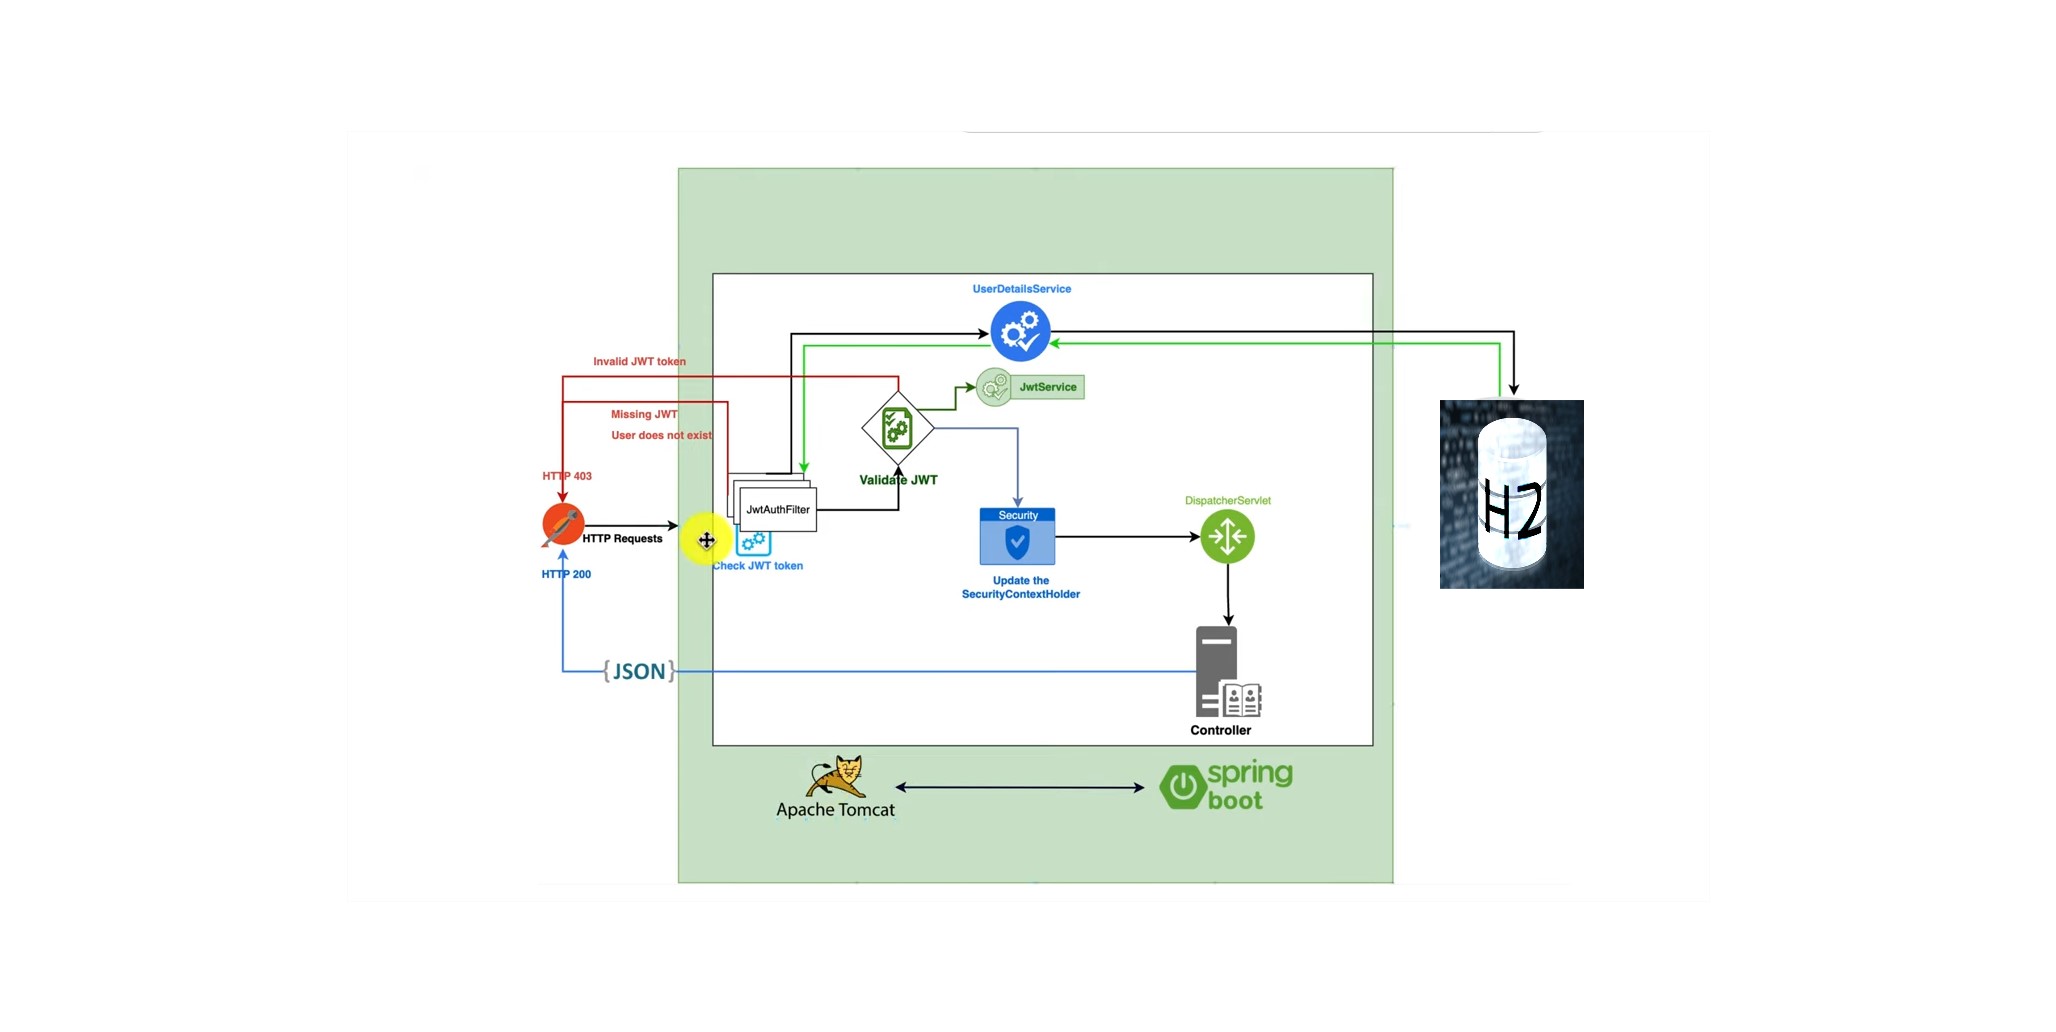 UserDetailsService
Invalid JWT token
JwtService
Missing JWT
User does not exist
HTTP 403
Validate JWT
JwtAuthFilter
DispatcherServlet
Security
H2
HTTP Requests
Check JWT token
HTTP 200
Update the
SecurityContextHolder
{JSON}
Controller
Apache Tomcat
spring
boot